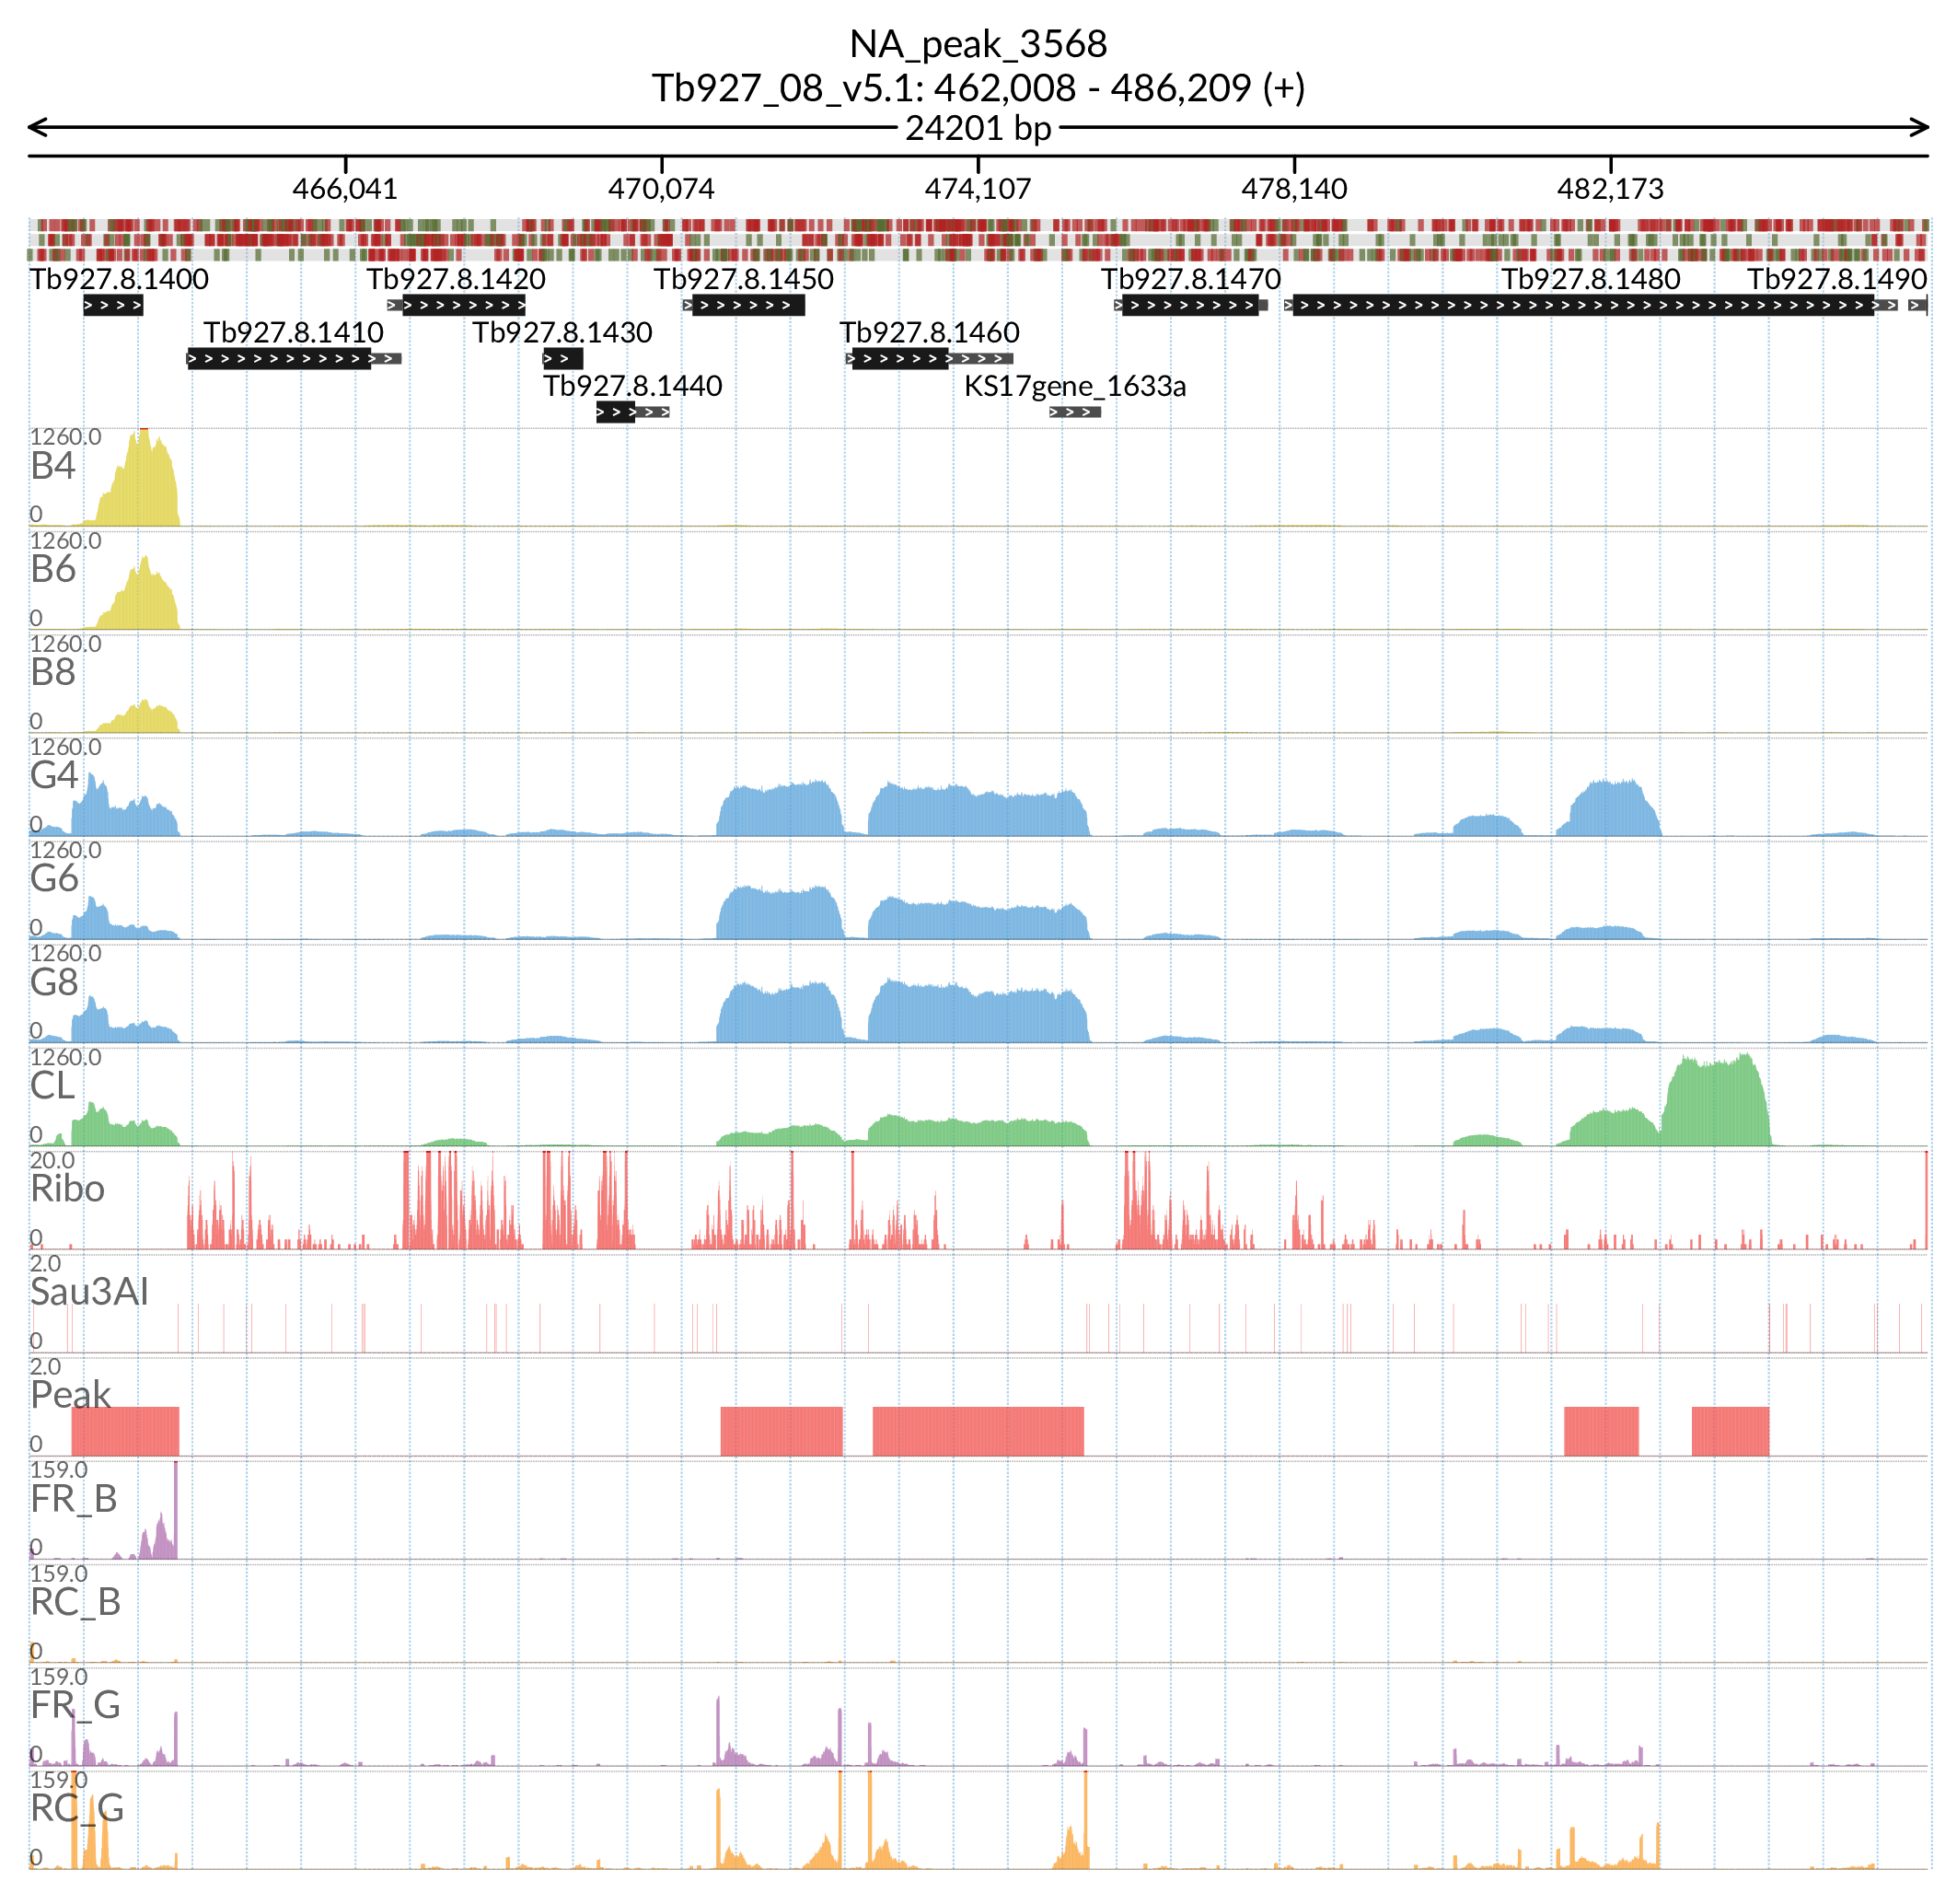 NA_peak_3568
Tb927_08_v5.1: 462,008 - 486,209 (+)
24201 bp
466,041 470,074 474,107 478,140 482,173
Tb927.8.1400 Tb927.8.1420 Tb927.8.1450 Tb927.8.1470 Tb927.8.1480 Tb927.8.1490
Tb927.8.1410 Tb927.8.1430 Tb927.8.1460
Tb927.8.1440 KS17gene_1633a
1260.0
B4
0
1260.0
B6
0
1260.0
B8
0
1260.0
G4
0
1260.0
G6
0
1260.0
G8
0
1260.0
CL
0
20.0
Ribo
0
2.0
Sau3AI
0
2.0
Peak
0
159.0
FR_B
0
159.0
RC_B
0
159.0
FR_G
0
159.0
RC_G
0